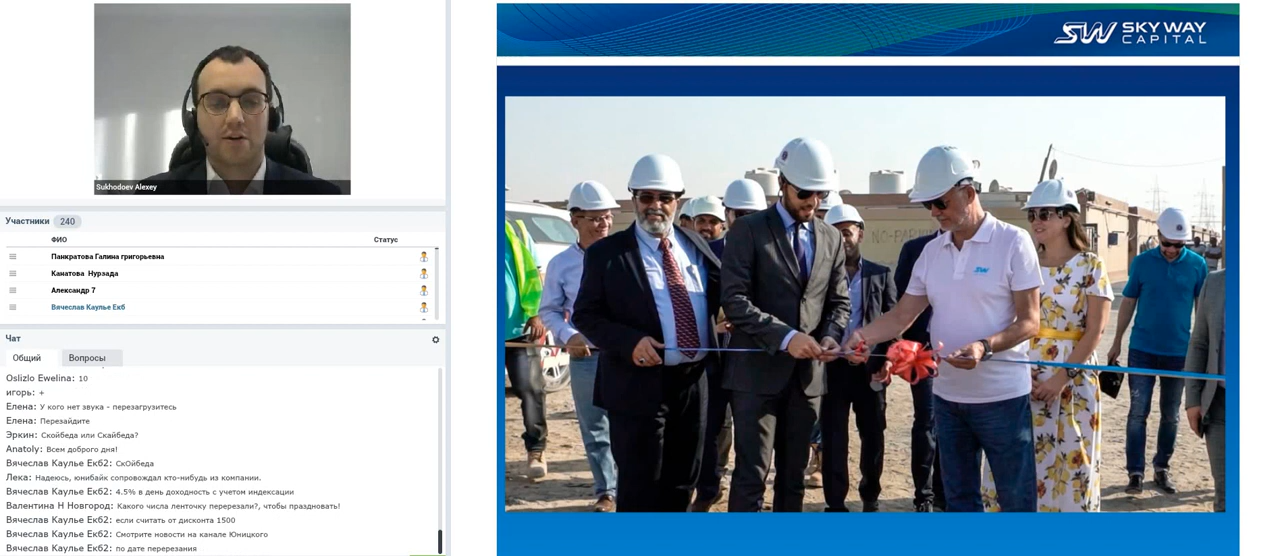 Sukhodoev Alexey
Участники 240
ФИО Статус
Панкратова Галина григорьевна
Канатова Нурзада
Александр 7
Вячеслав Каулье Екб
Чат
Общий Вопросы
Oslizlo Ewelina: 10
игорь: +
Елена: У кого нет звука - перезагрузитесь
Елена: Перезайдите
Эркин: Скойбеда или Скайбеда?
Anatoly: Всем доброго дня!
Вячеслав Каулье Екб2: СкОйбеда
Лека: Надеюсь, юнибайк сопровождал кто-нибудь из компании.
Вячеслав Каулье Екб2: 4.5% в день доходность с учетом индексации
Валентина Н Новгород: Какого числа ленточку перерезали?, чтобы праздновать!
Вячеслав Каулье Екб2: если считать от дисконта 1500
Вячеслав Каулье Екб2: Смотрите новости на канале Юницкого
Вячеслав Каулье Екб2: по дате перерезания
SW SKY WAY
CAPITAL
NO-PARKIN
SW